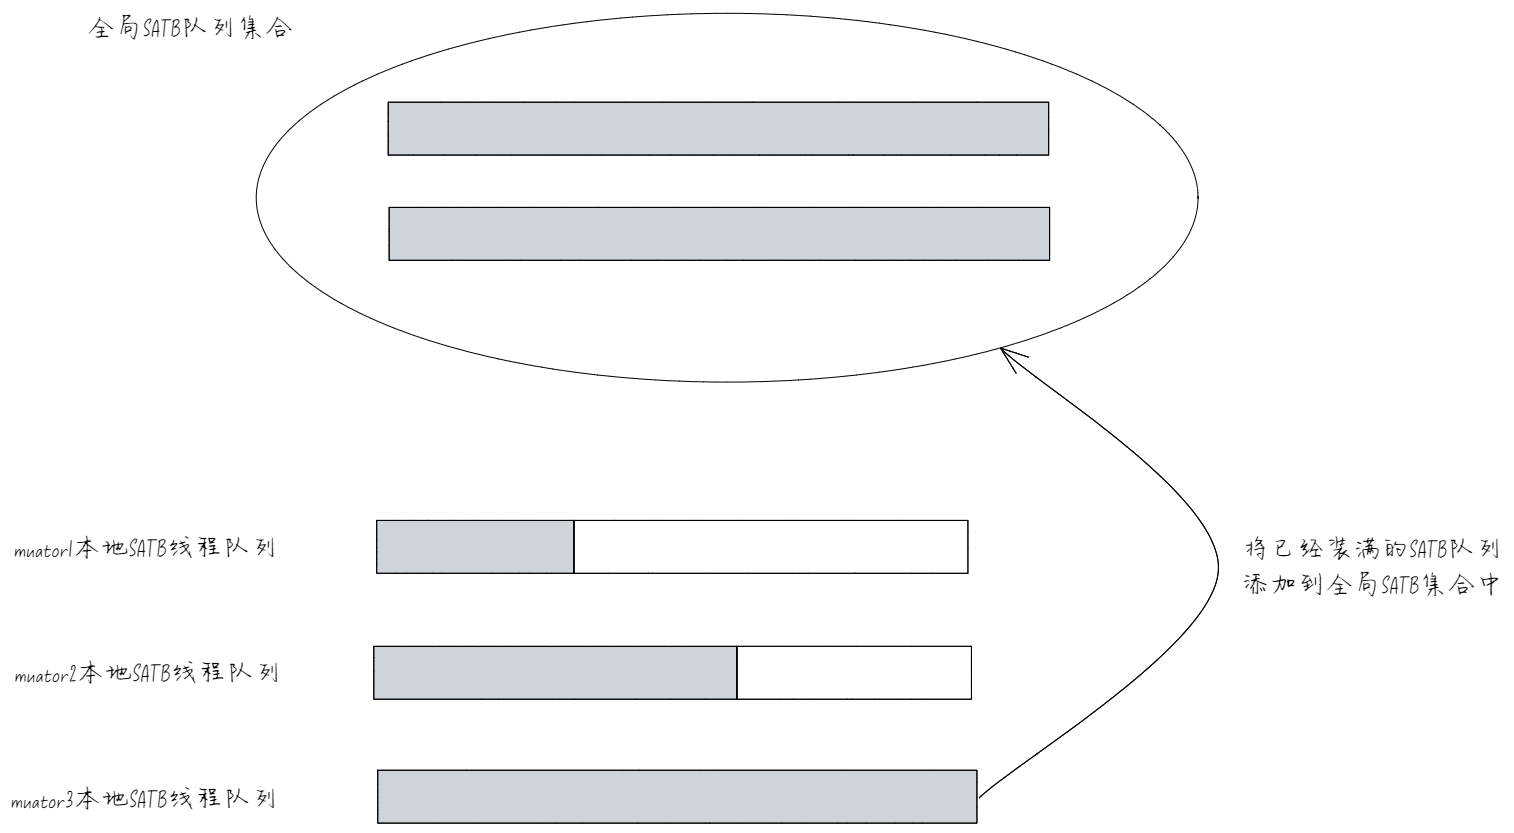 全局SATB队列集合
muator1本地SATB线程队列
将已经装满的SATB队列
添加到全局SATB集合中
muator2本地SATB线程队列
muator3本地SATB线程队列